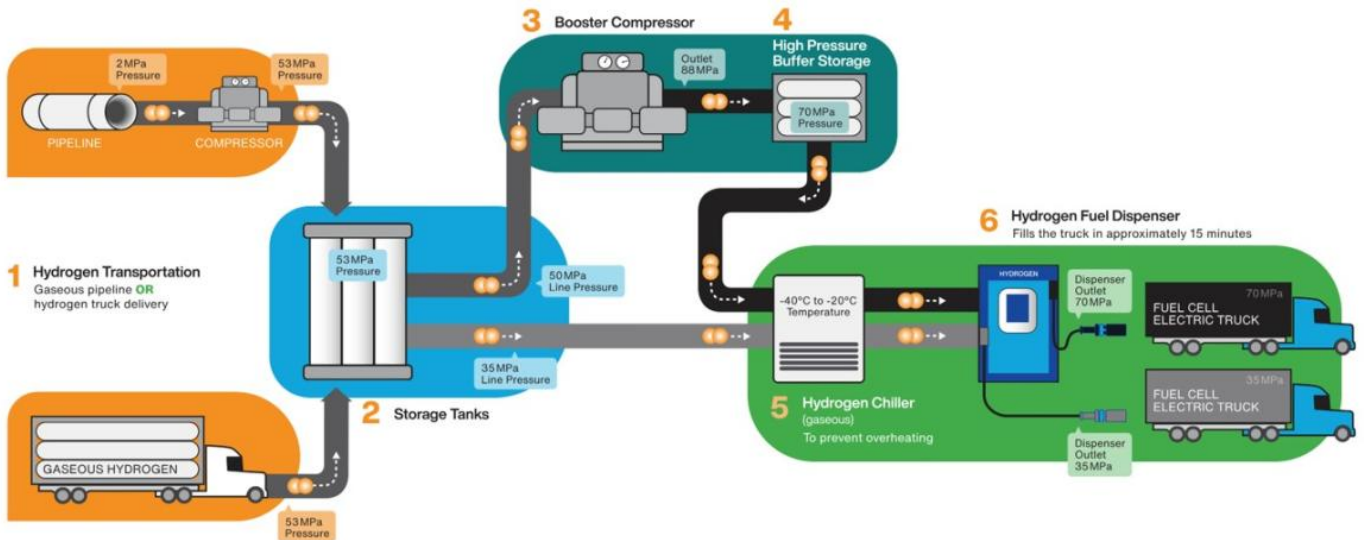 3 Booster Compressor
4
High Pressure
Buffer Storage
2 MPa
Pressure
53 MPa
Pressure
Outlet
88 MPa
70 MPa
Pressure
PIPELINE
COMPRESSOR
1 Hydrogen Transportation
Gaseous pipeline OR
hydrogen truck delivery
53 MPa
Pressure
50 MPa
Line Pressure
35 MPa
Line Pressure
2 Storage Tanks
GASEOUS HYDROGEN
53 MPa
Pressure
-40°C to -20°C
Temperature
5 Hydrogen Chiller
(gaseous)
To prevent overheating
6 Hydrogen Fuel Dispenser
Fills the truck in approximately 15 minutes
HYDROGEN
Dispenser
Outlet
70 MPa
70 MPa
FUEL CELL
ELECTRIC TRUCK
35 MPa
FUEL CELL
ELECTRIC TRUCK
Dispenser
Outlet
35 MPa